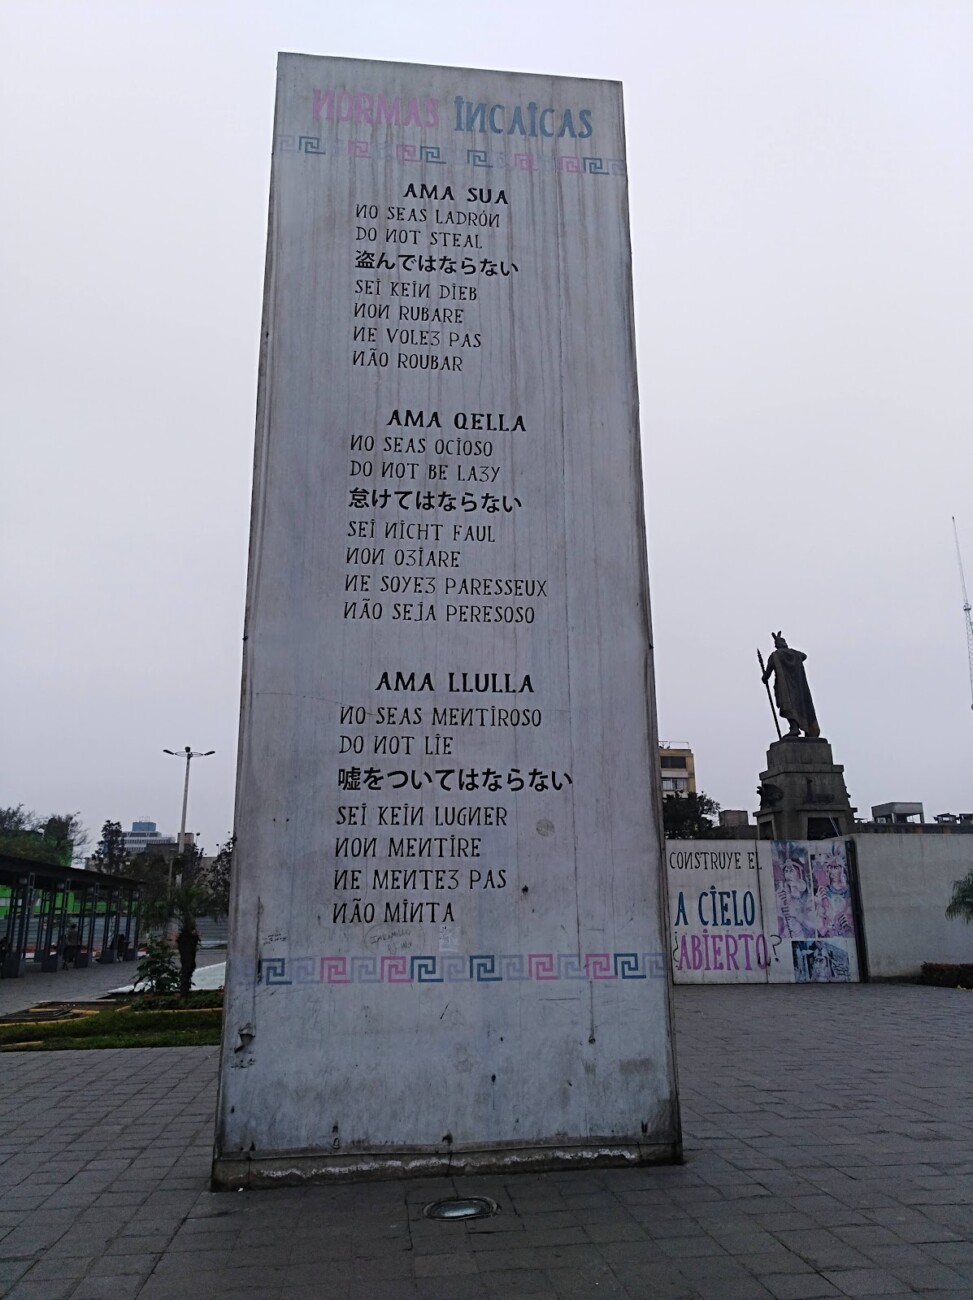 NORMAS INCAICAS
AMA SUA
NO SEAS LADRÓN
DO NOT STEAL
盗んではならない
SEI KEIN DIEB
NON RUBARE
NE VOLEZ PAS
NÃO ROUBAR
AMA QELLA
NO SEAS OCIOSO
DO NOT BE LAZY
怠けてはならない
SEI NICHT FAUL
NON OZIARE
NE SOYEZ PARESSEUX
NÃO SEJA PERESOSO
AMA LLULLA
NO SEAS MENTIROSO
DO NOT LIE
嘘をついてはならない
SEI KEIN LUGNER
NON MENTIRE
NE MENTEZ PAS
NÃO MINTA
CONSTRUYE EL
A CIELO
¿ABIERTO?